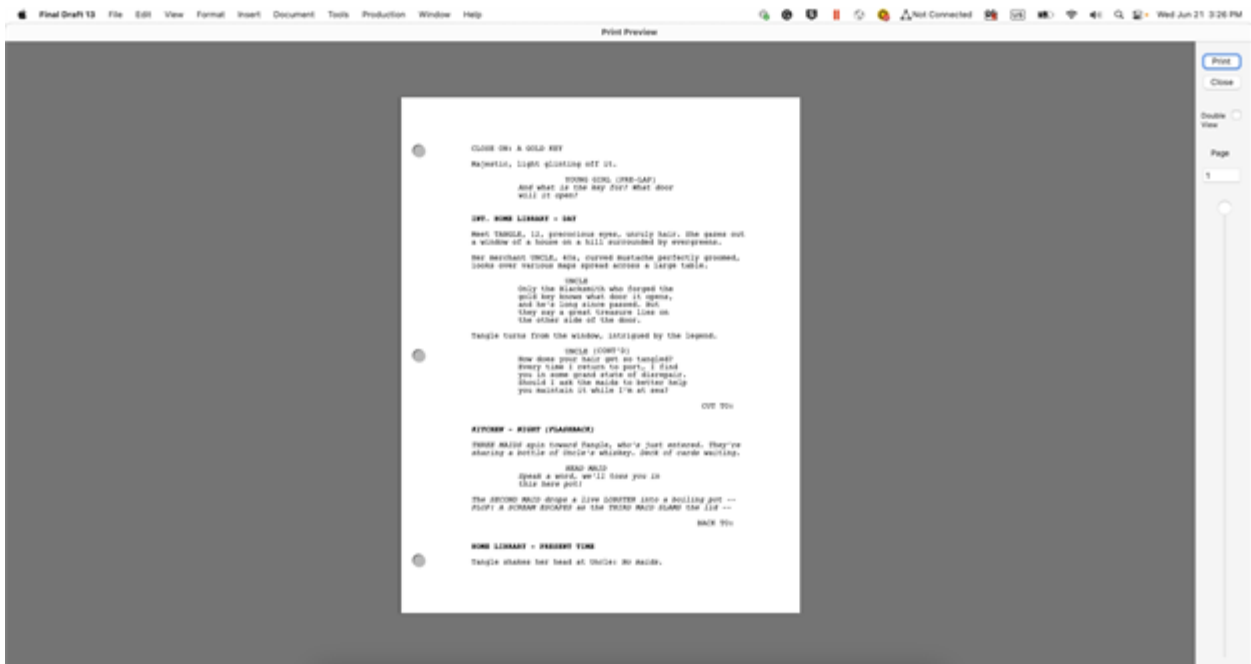 Final Draft 13 File Edit View Format Insert Document Tools Production Window Help Not Connected US Wed Jun 21 3:26 PM
Print Preview
Print
Close
Double
View
Page
1
CLOSE ON: A GOLD KEY
Majestic, light glinting off it.
YOUNG GIRL (PRE-LAP)
And what is the key for? What door
will it open?
INT. HOME LIBRARY - DAY
Meet TANGLE, 12, precocious eyes, unruly hair. She gazes out
a window of a house on a hill surrounded by evergreens.
Her merchant UNCLE, 40s, curved mustache perfectly groomed,
looks over various maps spread across a large table.
UNCLE
Only the Blacksmith who forged the
gold key knows what door it opens,
and he's long since passed. But
they say a great treasure lies on
the other side of the door.
Tangle turns from the window, intrigued by the legend.
UNCLE (CONT'D)
How does your hair get so tangled?
Every time I return to port, I find
you in some grand state of disrepair.
Should I ask the maids to better help
you maintain it while I'm at sea?
CUT TO:
KITCHEN - NIGHT (FLASHBACK)
THREE MAIDS spin toward Tangle, who's just entered. They're
sharing a bottle of Uncle's whiskey. Deck of cards waiting.
HEAD MAID
Speak a word, we'll toss you in
this here pot!
The SECOND MAID drops a live LOBSTER into a boiling pot --
PLOP! A SCREAM ESCAPES as the THIRD MAID SLAMS the lid --
BACK TO:
HOME LIBRARY - PRESENT TIME
Tangle shakes her head at Uncle: No maids.